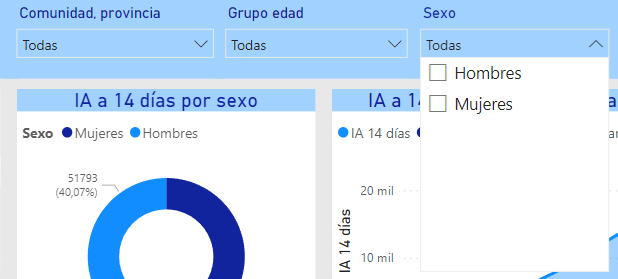 Comunidad, provincia
Grupo edad
Sexo
Todas
Todas
Todas
Hombres
Mujeres
IA a 14 días por sexo
IA a 1
Sexo
Mujeres
Hombres
IA 14 días
51793
(40,07%)
20 mil
10 mil
IA 14 días